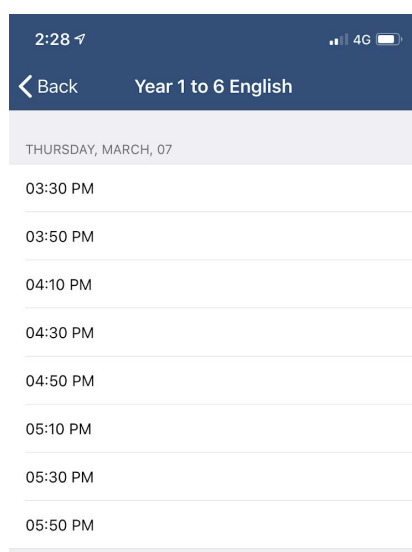 2:28 4G
Back Year 1 to 6 English
THURSDAY, MARCH, 07
03:30 PM
03:50 PM
04:10 PM
04:30 PM
04:50 PM
05:10 PM
05:30 PM
05:50 PM